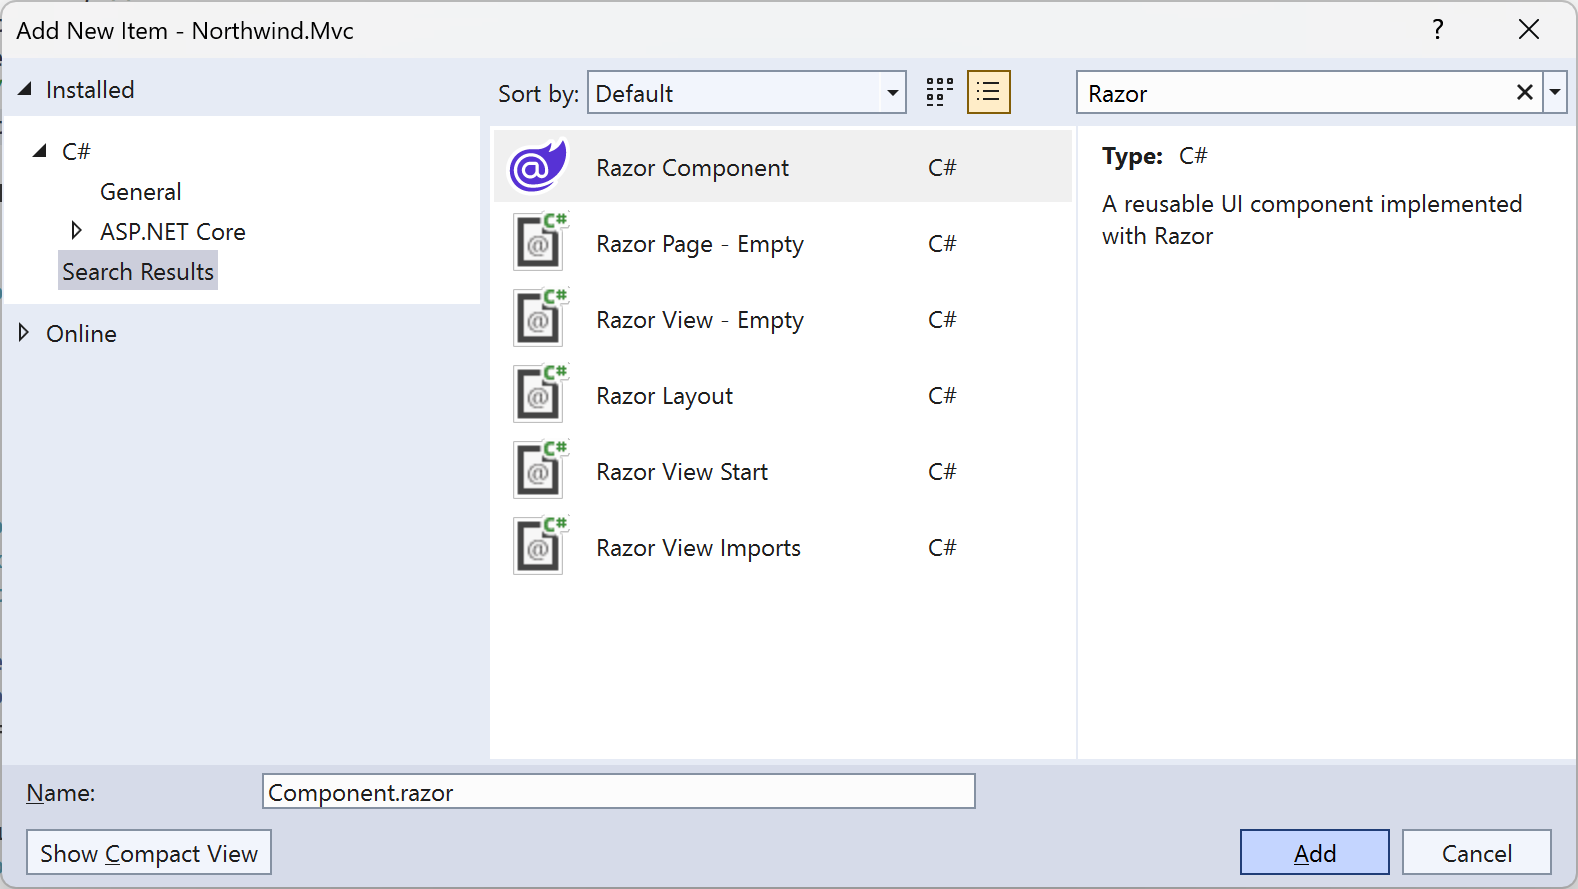 Add New Item - Northwind.Mvc
?
Installed
Sort by: Default
Razor
C#
General
ASP.NET Core
Search Results
Online
Razor Component C#
Razor Page - Empty C#
Razor View - Empty C#
Razor Layout C#
Razor View Start C#
Razor View Imports C#
Type: C#
A reusable UI component implemented
with Razor
Name: Component.razor
Show Compact View
Add
Cancel